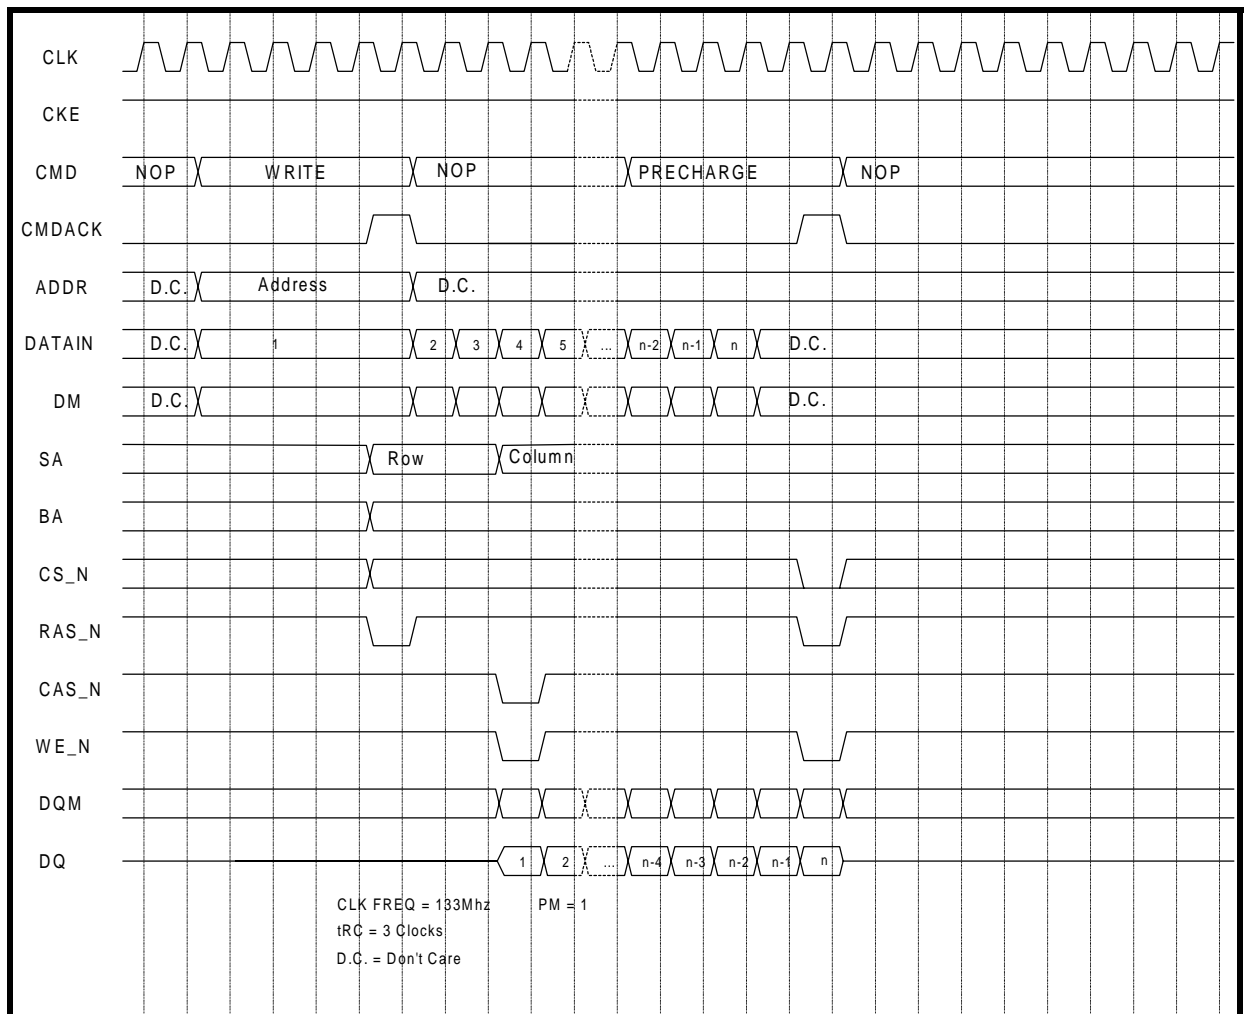 CLK
CKE
CMD NOP WRITE NOP PRECHARGE NOP
CMDACK
ADDR D.C. Address D.C.
DATAIN D.C. 1 2 3 4 5 ... n-2 n-1 n D.C.
DM D.C. D.C.
SA Row Column
BA
CS_N
RAS_N
CAS_N
WE_N
DQM
DQ 1 2 ... n-4 n-3 n-2 n-1 n
CLK FREQ = 133Mhz PM = 1
tRC = 3 Clocks
D.C. = Don't Care